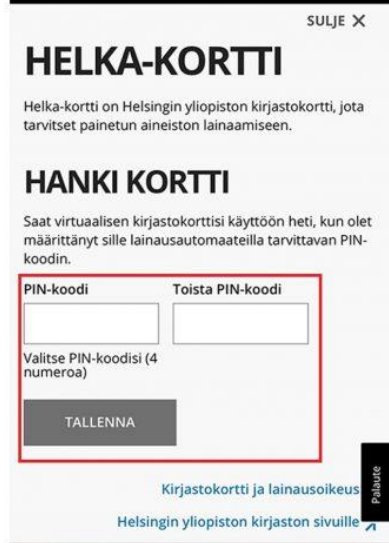 SULJE ×
HELKA-KORTTI
Helka-kortti on Helsingin yliopiston kirjastokortti, jota
tarvitset painetun aineiston lainaamiseen.
HANKI KORTTI
Saat virtuaalisen kirjastokorttisi käyttöön heti, kun olet
määrittänyt sille lainausautomaateilla tarvittavan PIN-
koodin.
PIN-koodi Toista PIN-koodi
Valitse PIN-koodisi (4
numeroa)
TALLENNA
Palaute
Kirjastokortti ja lainausoikeus
Helsingin yliopiston kirjaston sivuille